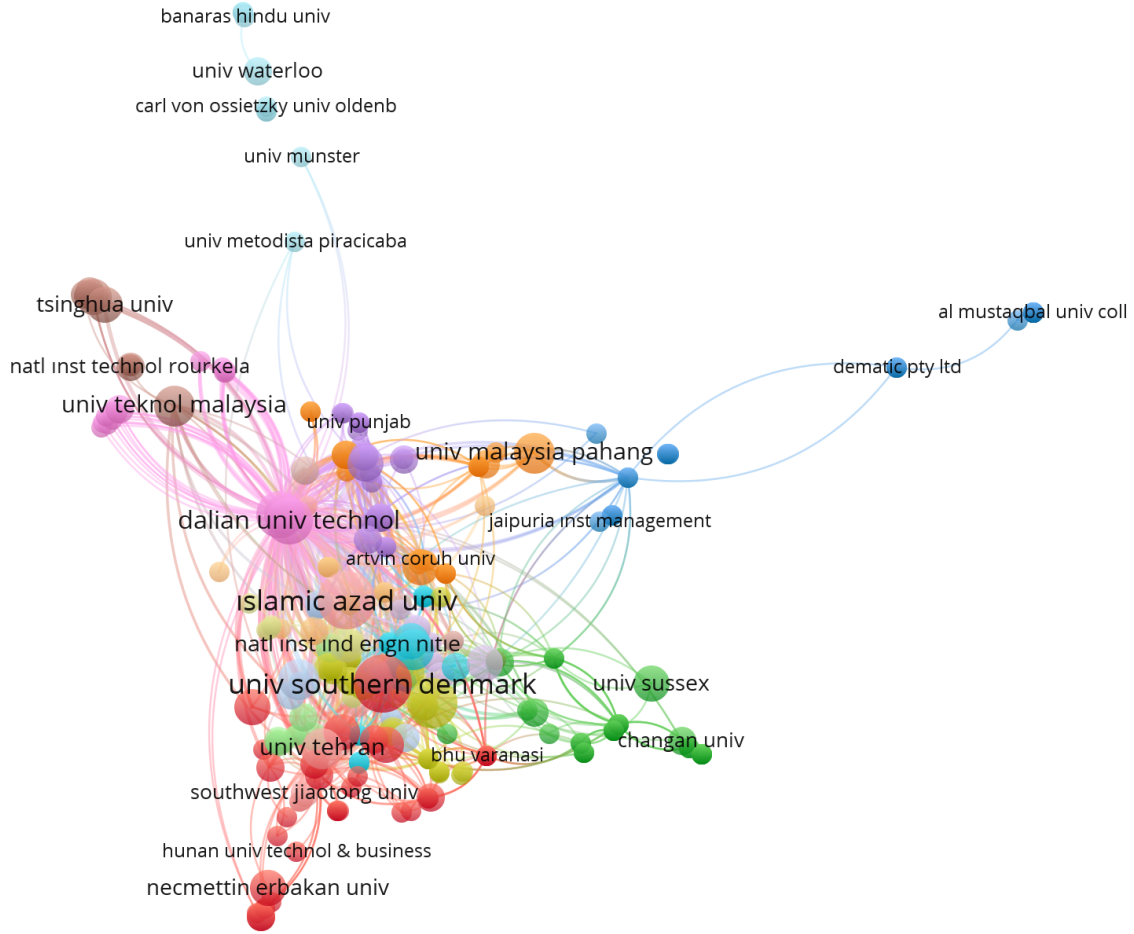 banaras hindu univ
univ waterloo
carl von ossietzky univ oldenb
univ munster
univ metodista piracicaba
tsinghua univ
al mustaqbal univ coll
natl ınst technol rourkela
dematic pty ltd
univ teknol malaysia
univ punjab
univ malaysia pahang
dalian univ technol
jaipuria ınst management
artvin coruh univ
ıslamic azad univ
natl ınst ınd engn nıtıe
univ southern denmark
univ sussex
univ tehran
changan univ
bhu varanasi
southwest jiaotong univ
hunan univ technol & business
necmettin erbakan univ